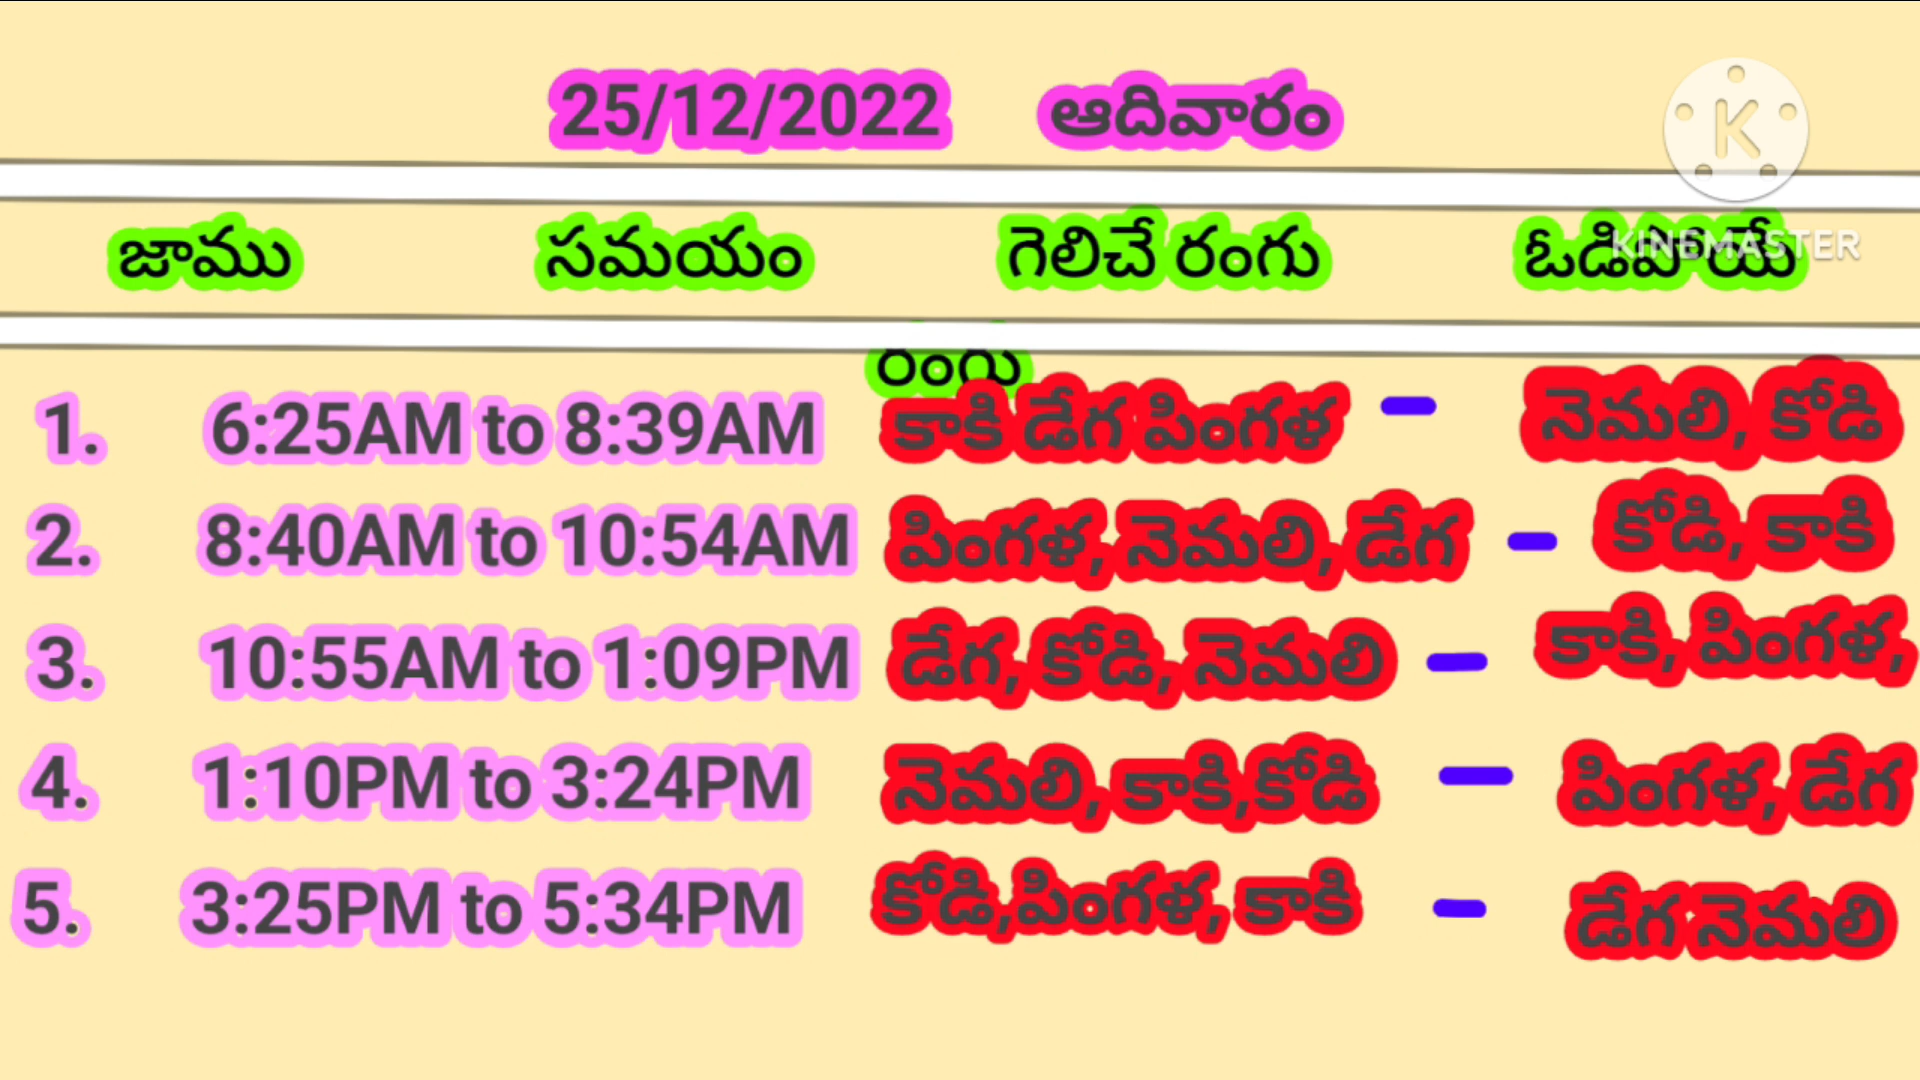 25/12/2022 ఆదివారం
జాము సమయం గెలిచే రంగు ఓడిపోయే
రంగు
1. 6:25AM to 8:39AM కాకి డేగ పింగళ - నెమలి, కోడి
2. 8:40AM to 10:54AM పింగళ, నెమలి, డేగ - కోడి, కాకి
3. 10:55AM to 1:09PM డేగ, కోడి, నెమలి - కాకి, పింగళ,
4. 1:10PM to 3:24PM నెమలి, కాకి,కోడి - పింగళ, డేగ
5. 3:25PM to 5:34PM కోడి,పింగళ, కాకి - డేగ నెమలి
K
KINEMASTER